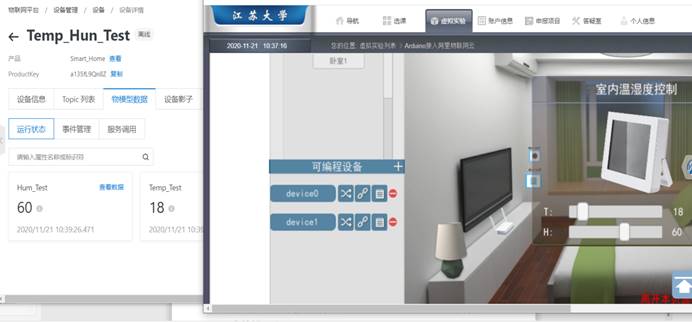 物联网平台 / 设备管理 / 设备 / 设备详情
← Temp_Hun_Test 离线
产品 Smart_Home 查看
ProductKey 复制
设备信息 Topic 列表 物模型数据 设备影子
运行状态 事件管理 服务调用
请输入属性名称或标识符
Hum_Test 查看数据
60
2020/11/21 10:39:26.471
Temp_Test
18
2020/11/21 10:39
江苏大学
导航 选课 虚拟实验 账户信息 申报项目 答疑室 个人信息
2020-11-21 10:37:16 您的位置: 虚拟实验列表 > Arduino接入阿里物联网云
卧室1
可编程设备 +
device0
device1
室内温湿度控制
T: 18
H: 60